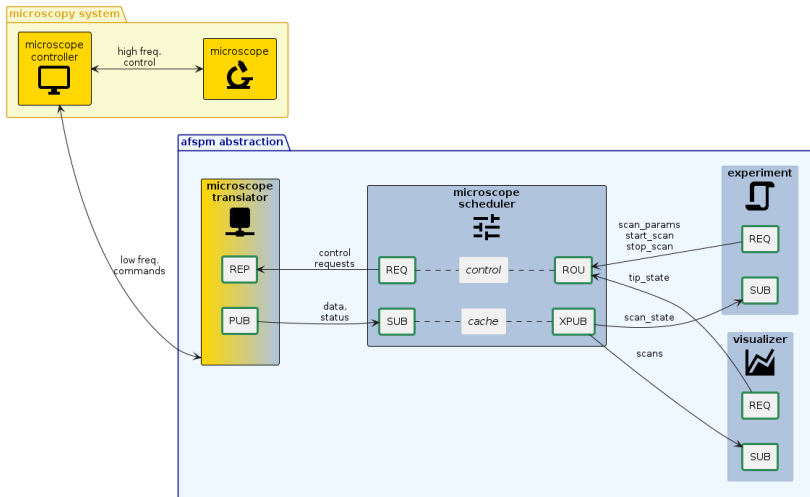 microscopy system
microscope
controller
high freq.
control
microscope
afspm abstraction
microscope
translator
REP
PUB
low freq.
commands
control
requests
data,
status
microscope
scheduler
REQ
control
ROU
SUB
cache
XPUB
scan_params
start_scan
stop_scan
tip_state
scan_state
scans
experiment
REQ
SUB
visualizer
REQ
SUB